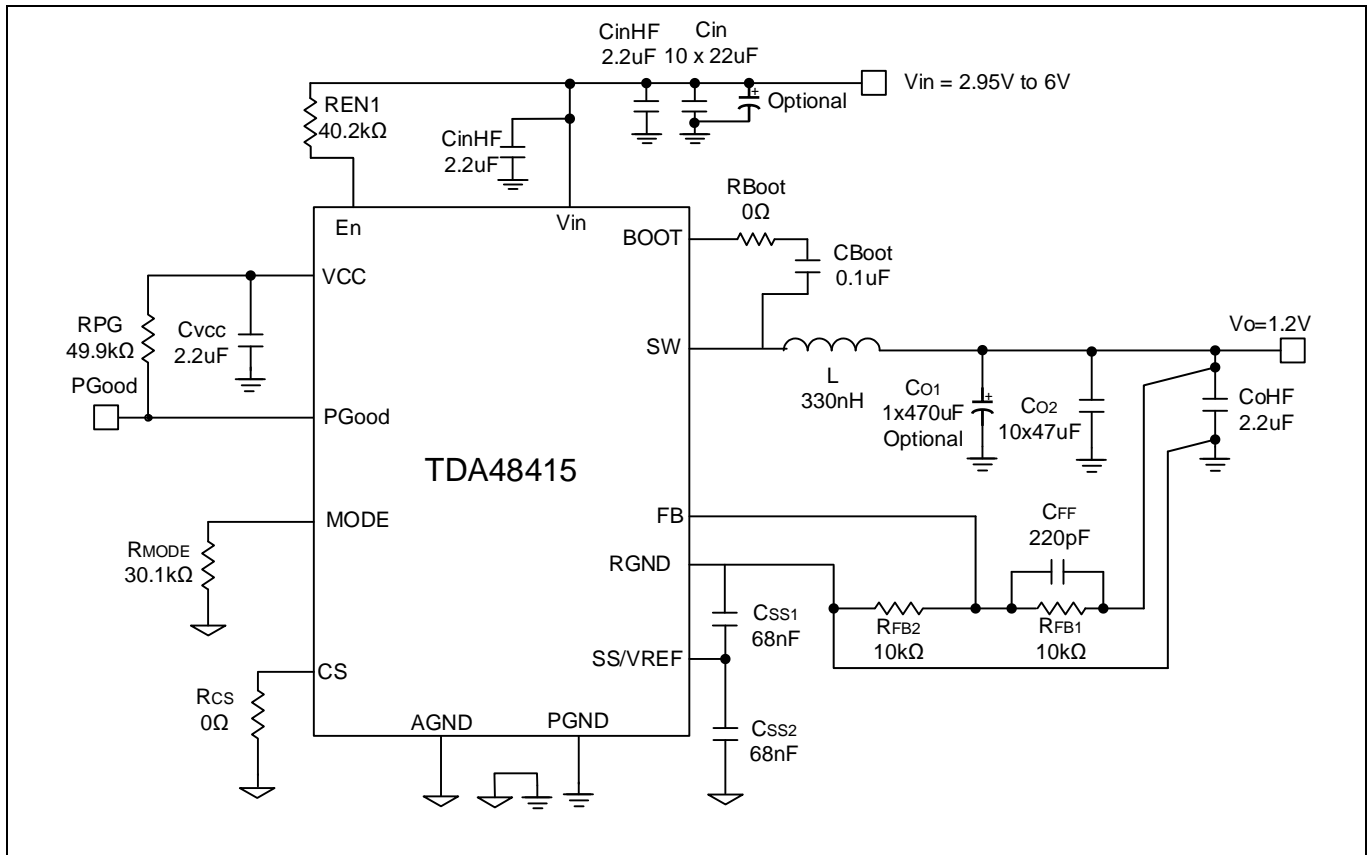 CinHF
2.2uF
Cin
10 x 22uF
Optional
Vin = 2.95V to 6V
REN1
40.2kΩ
CinHF
2.2uF
En
Vin
BOOT
RBoot
0Ω
CBoot
0.1uF
VCC
RPG
49.9kΩ
Cvcc
2.2uF
PGood
PGood
SW
L
330nH
Vo=1.2V
CO1
1x470uF
Optional
CO2
10x47uF
CoHF
2.2uF
TDA48415
MODE
RMODE
30.1kΩ
FB
RGND
CFF
220pF
RFB2
10kΩ
RFB1
10kΩ
CSS1
68nF
SS/VREF
CS
RCS
0Ω
AGND
PGND
CSS2
68nF